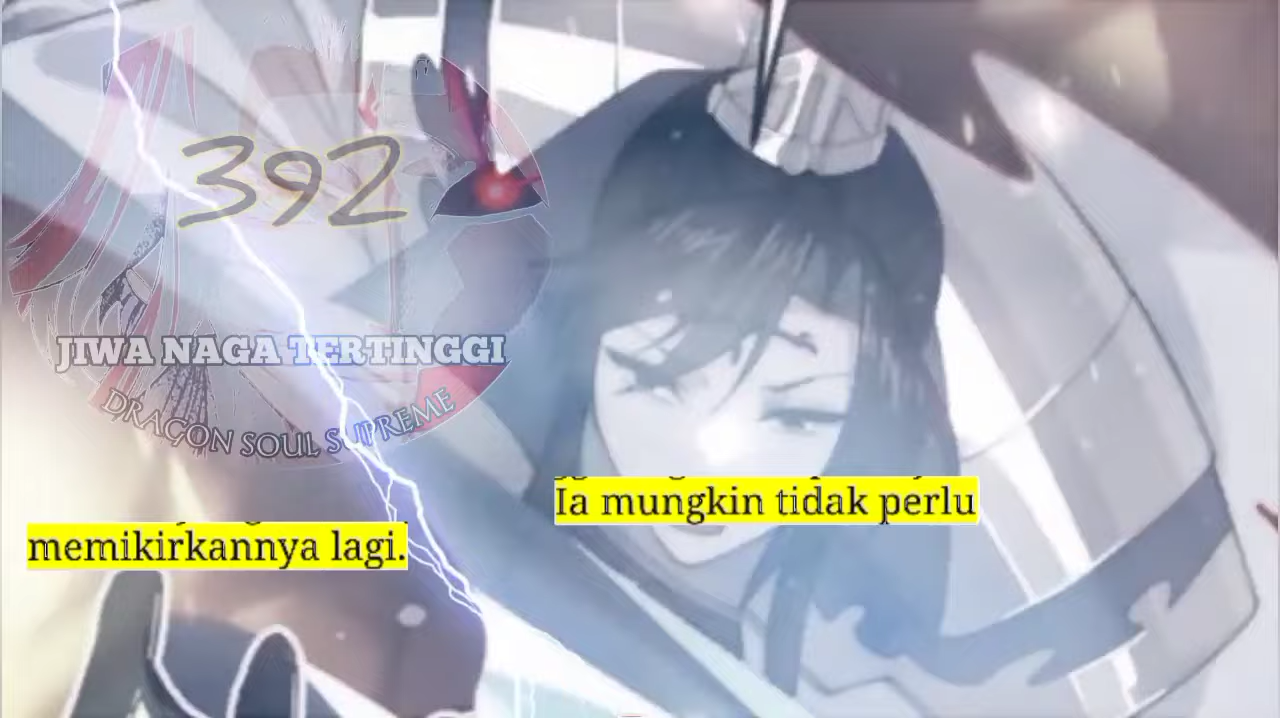 392
JIWA NAGA TERTINGGI
DRAGON SOUL SUPREME
Ia mungkin tidak perlu
memikirkannya lagi.